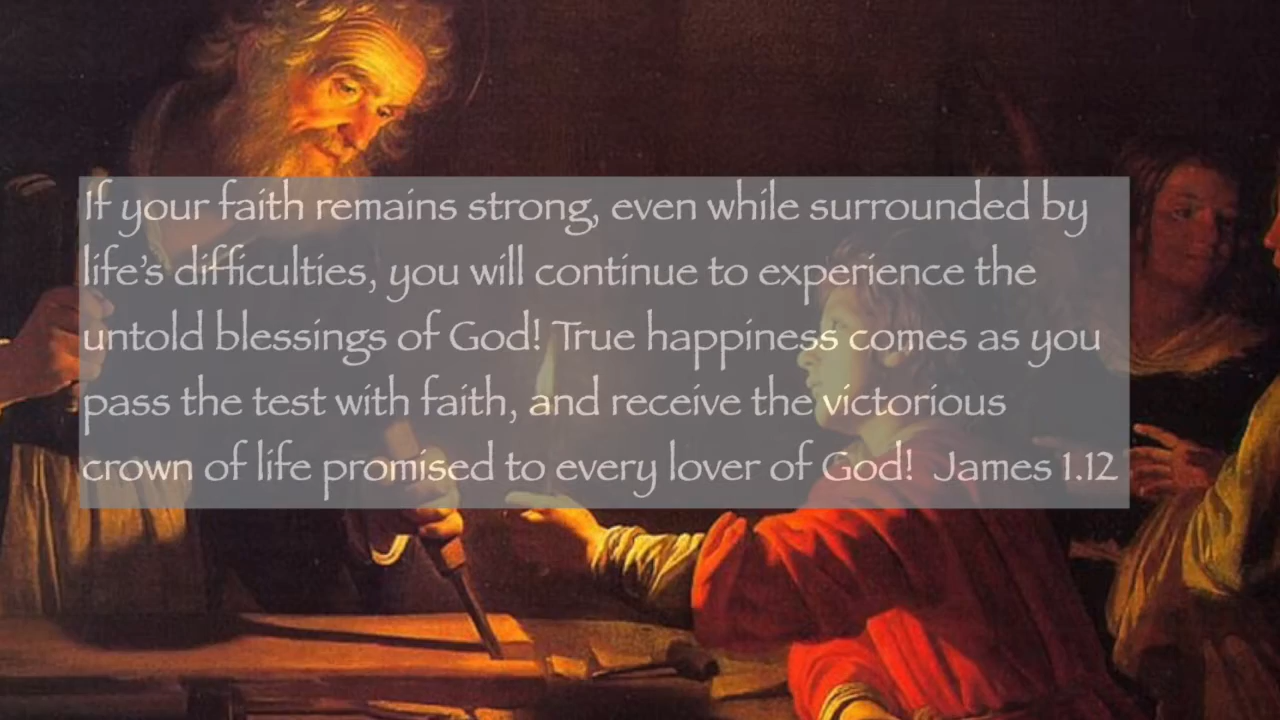 If your faith remains strong, even while surrounded by
life’s difficulties, you will continue to experience the
untold blessings of God! True happiness comes as you
pass the test with faith, and receive the victorious
crown of life promised to every lover of God!  James 1.12